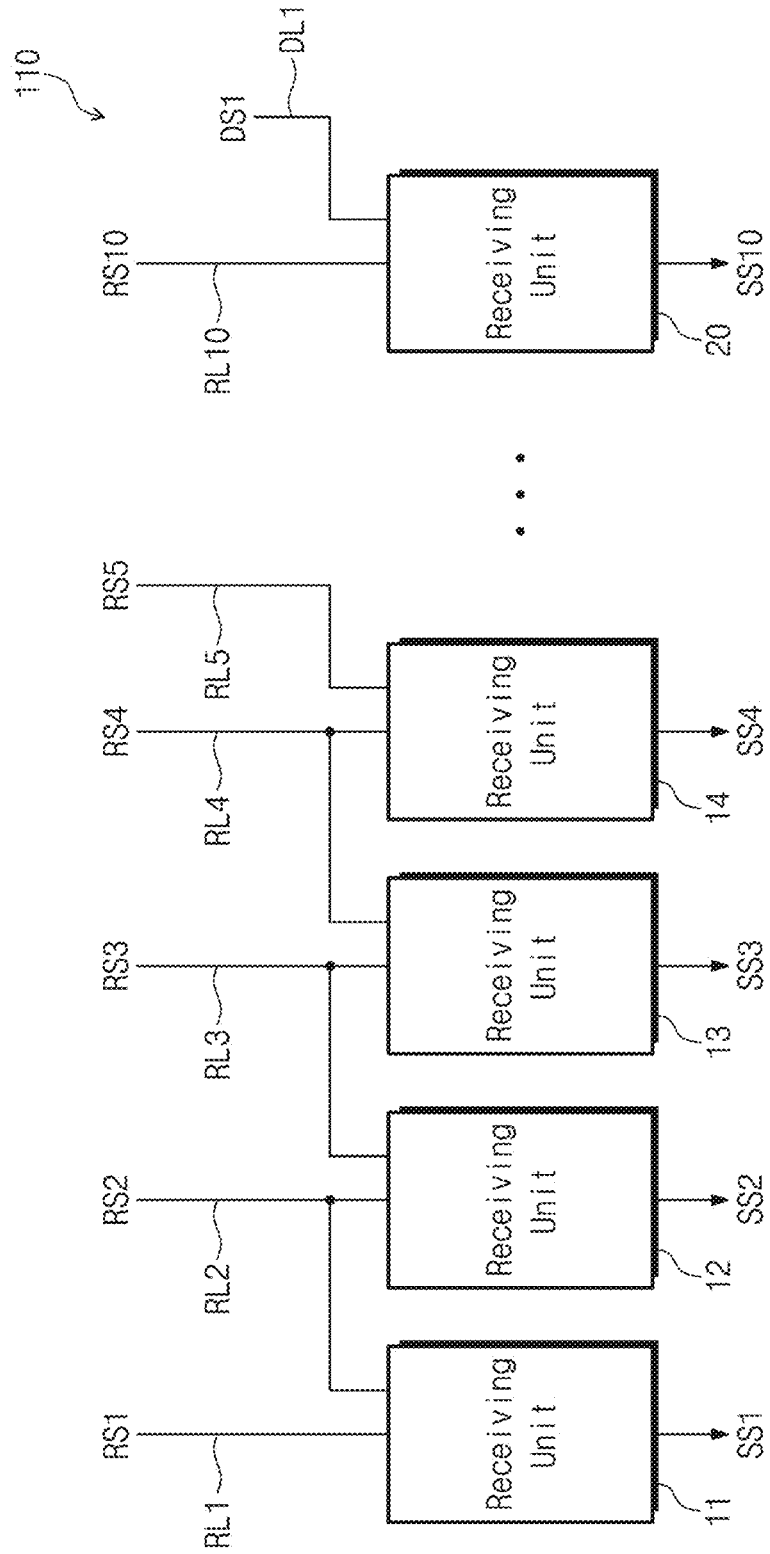 110
RS1
RS2
RS3
RS4
RS5
RS10
DS1
DL1
RL1
RL2
RL3
RL4
RL5
RL10
Receiving
Unit
Receiving
Unit
Receiving
Unit
Receiving
Unit
Receiving
Unit
11
12
13
14
20
SS1
SS2
SS3
SS4
SS10